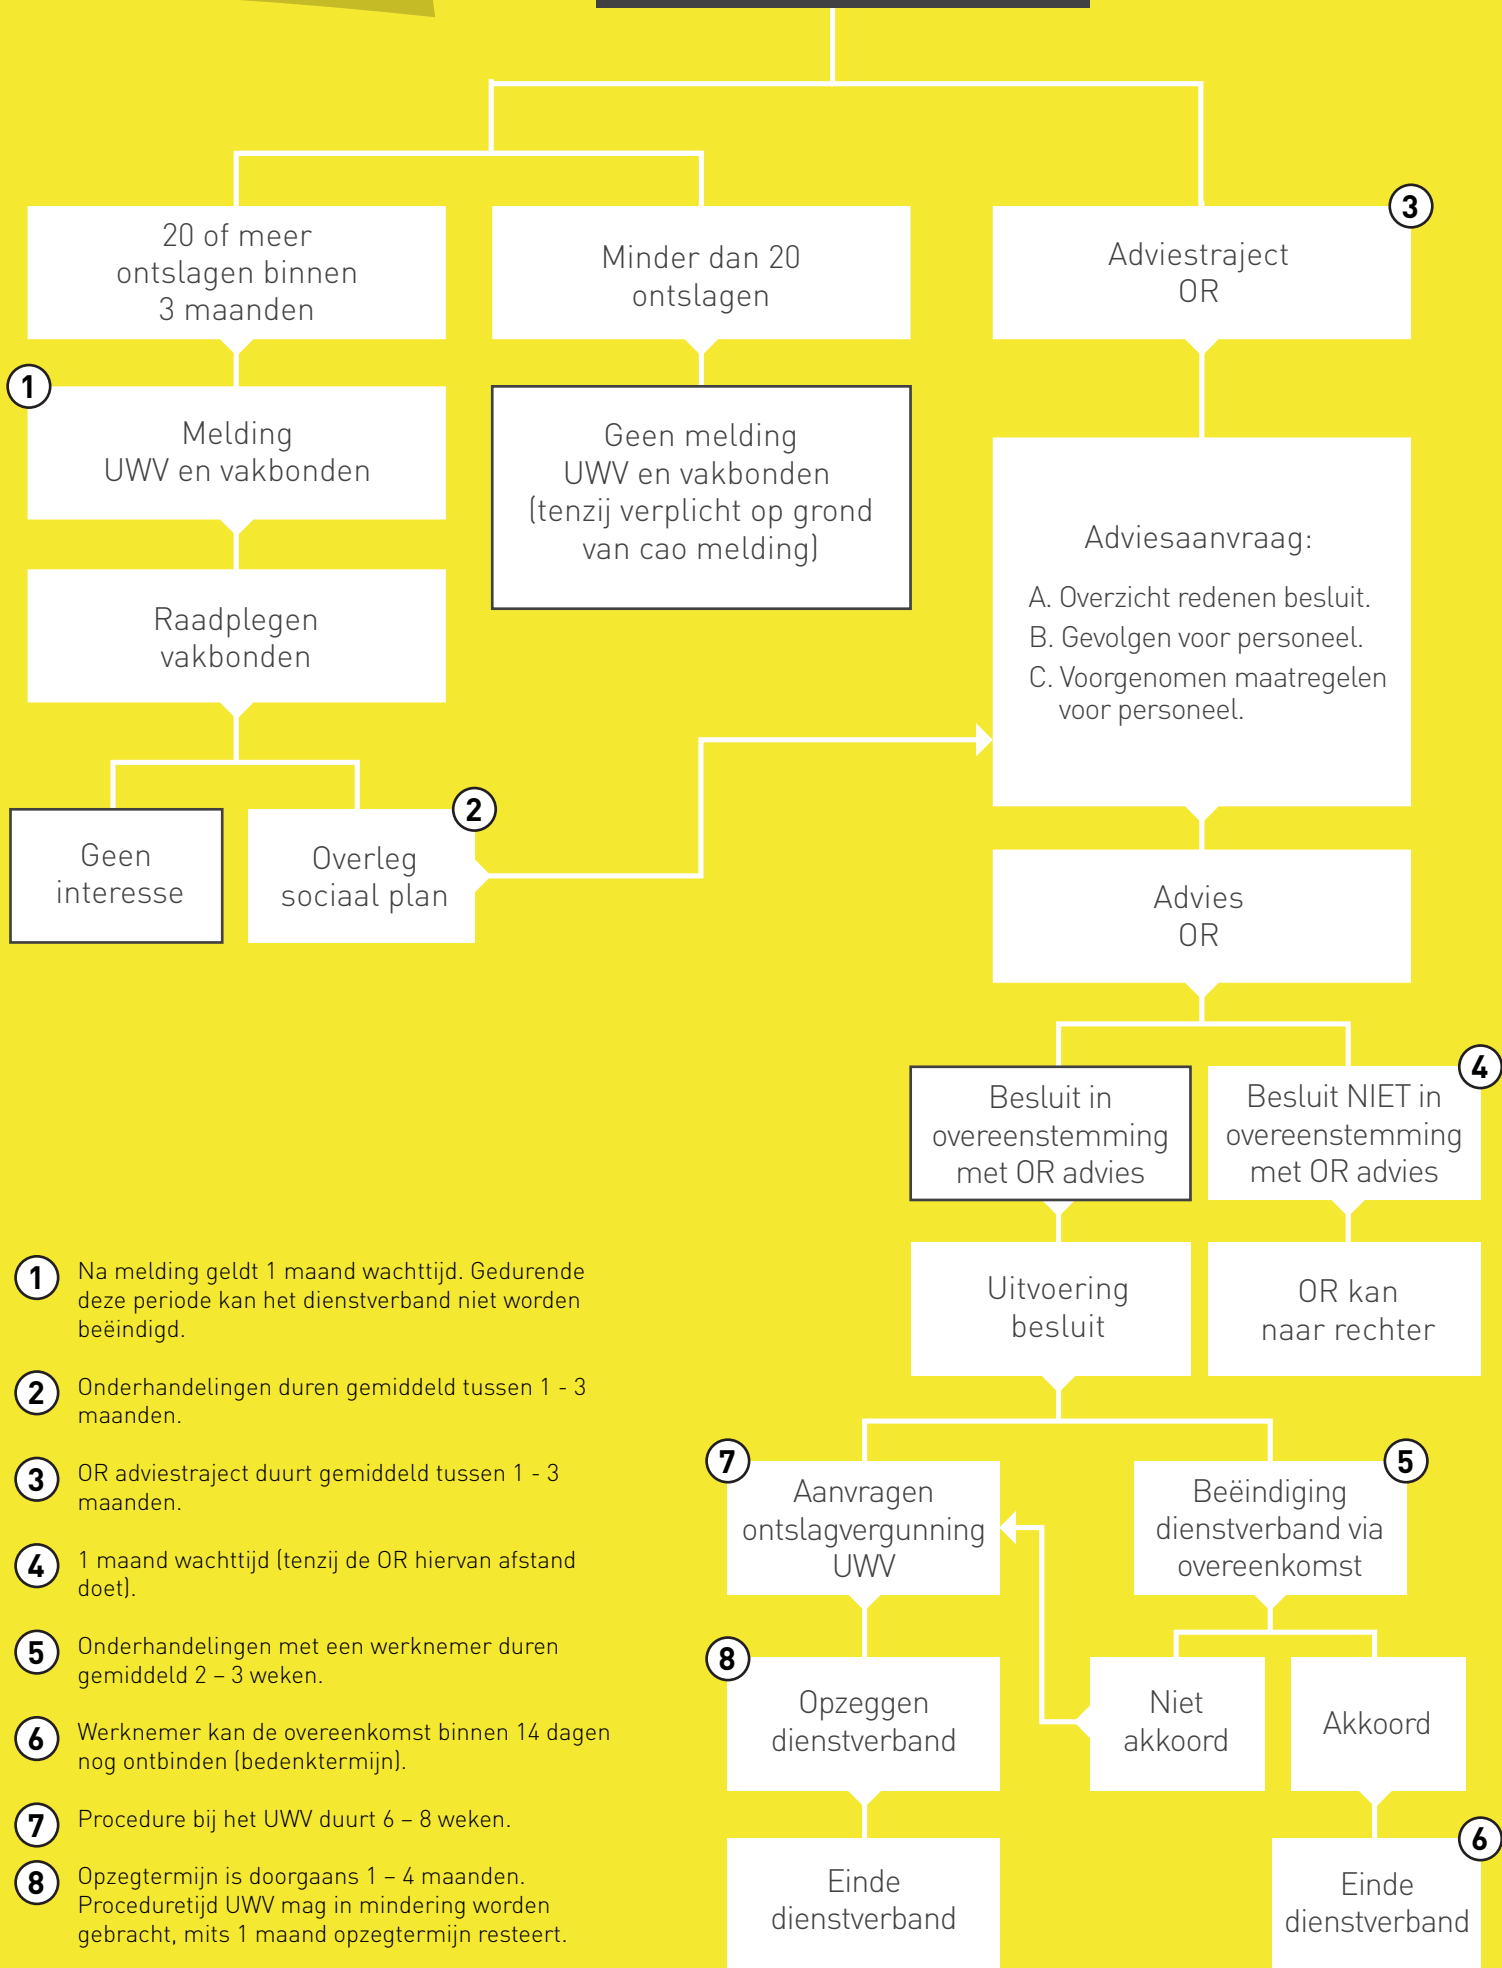 20 of meer
ontslagen binnen
3 maanden
Minder dan 20
ontslagen
3
Adviestraject
OR
1
Melding
UWV en vakbonden
Geen melding
UWV en vakbonden
(tenzij verplicht op grond
van cao melding)
Raadplegen
vakbonden
Adviesaanvraag:
A. Overzicht redenen besluit.
B. Gevolgen voor personeel.
C. Voorgenomen maatregelen
voor personeel.
Geen
interesse
2
Overleg
sociaal plan
Advies
OR
Besluit in
overeenstemming
met OR advies
4
Besluit NIET in
overeenstemming
met OR advies
Uitvoering
besluit
OR kan
naar rechter
7
Aanvragen
ontslagvergunning
UWV
5
Beëindiging
dienstverband via
overeenkomst
8
Opzeggen
dienstverband
Niet
akkoord
Akkoord
Einde
dienstverband
6
Einde
dienstverband
1
Na melding geldt 1 maand wachttijd. Gedurende
deze periode kan het dienstverband niet worden
beëindigd.
2
Onderhandelingen duren gemiddeld tussen 1 - 3
maanden.
3
OR adviestraject duurt gemiddeld tussen 1 - 3
maanden.
4
1 maand wachttijd (tenzij de OR hiervan afstand
doet).
5
Onderhandelingen met een werknemer duren
gemiddeld 2 – 3 weken.
6
Werknemer kan de overeenkomst binnen 14 dagen
nog ontbinden (bedenktermijn).
7
Procedure bij het UWV duurt 6 – 8 weken.
8
Opzegtermijn is doorgaans 1 – 4 maanden.
Proceduretijd UWV mag in mindering worden
gebracht, mits 1 maand opzegtermijn resteert.